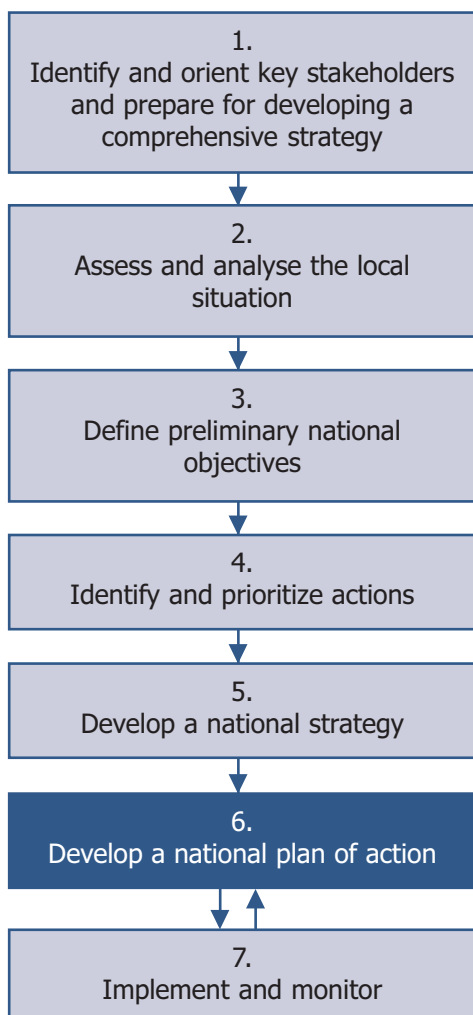 1.
Identify and orient key stakeholders
and prepare for developing a
comprehensive strategy
2.
Assess and analyse the local
situation
3.
Define preliminary national
objectives
4.
Identify and prioritize actions
5.
Develop a national strategy
6.
Develop a national plan of action
7.
Implement and monitor